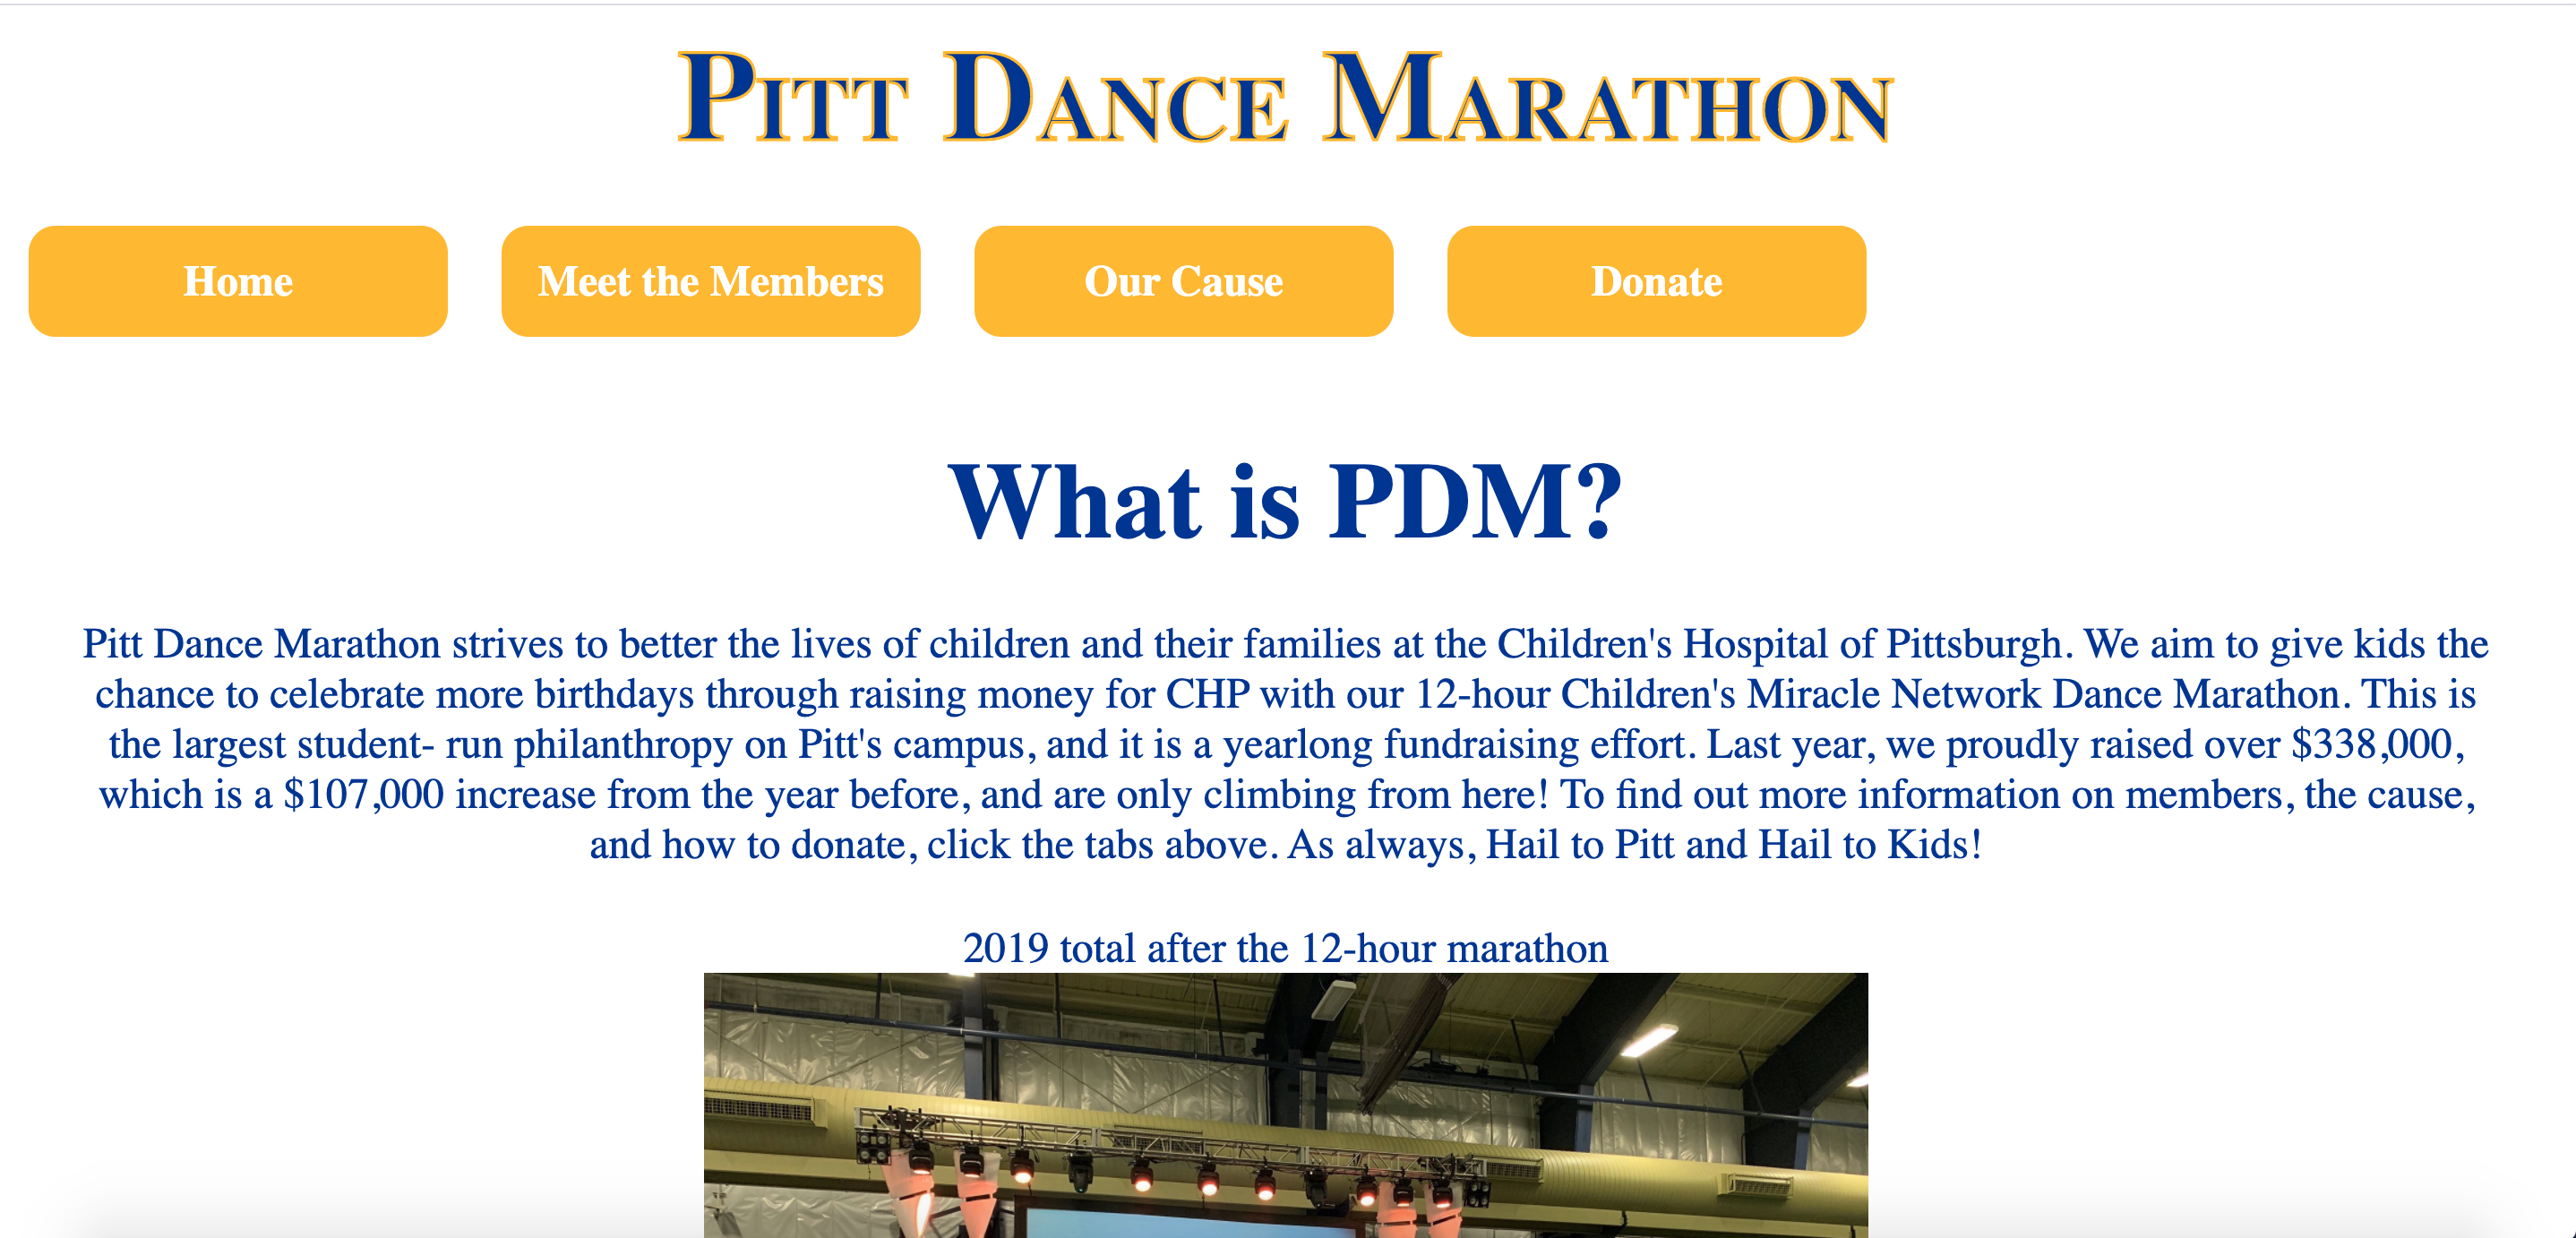 Pitt Dance Marathon
Home
Meet the Members
Our Cause
Donate
What is PDM?
Pitt Dance Marathon strives to better the lives of children and their families at the Children's Hospital of Pittsburgh. We aim to give kids the
chance to celebrate more birthdays through raising money for CHP with our 12-hour Children's Miracle Network Dance Marathon. This is
the largest student- run philanthropy on Pitt's campus, and it is a yearlong fundraising effort. Last year, we proudly raised over $338,000,
which is a $107,000 increase from the year before, and are only climbing from here! To find out more information on members, the cause,
and how to donate, click the tabs above. As always, Hail to Pitt and Hail to Kids!
2019 total after the 12-hour marathon